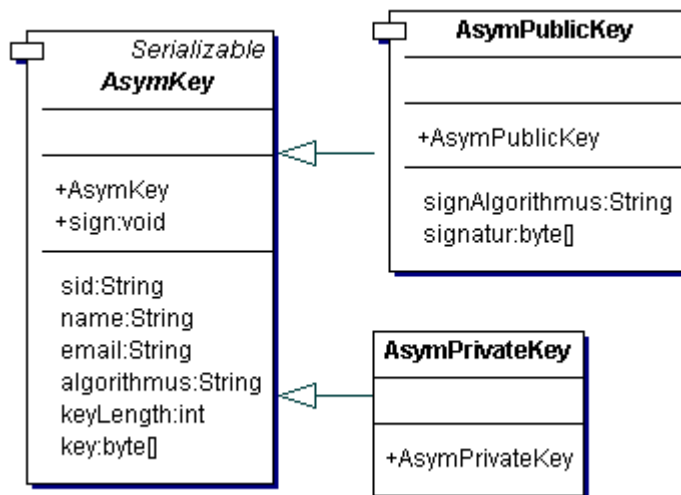 Serializable
AsymKey
+AsymKey
+sign:void
sid:String
name:String
email:String
algorithmus:String
keyLength:int
key:byte[]
AsymPublicKey
+AsymPublicKey
signAlgorithmus:String
signatur:byte[]
AsymPrivateKey
+AsymPrivateKey